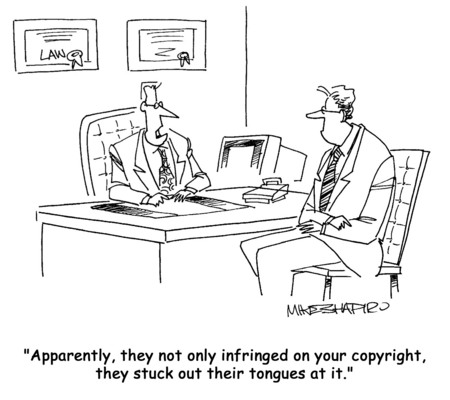 LAW
MIKESHAPIRO
"Apparently, they not only infringed on your copyright,
they stuck out their tongues at it."